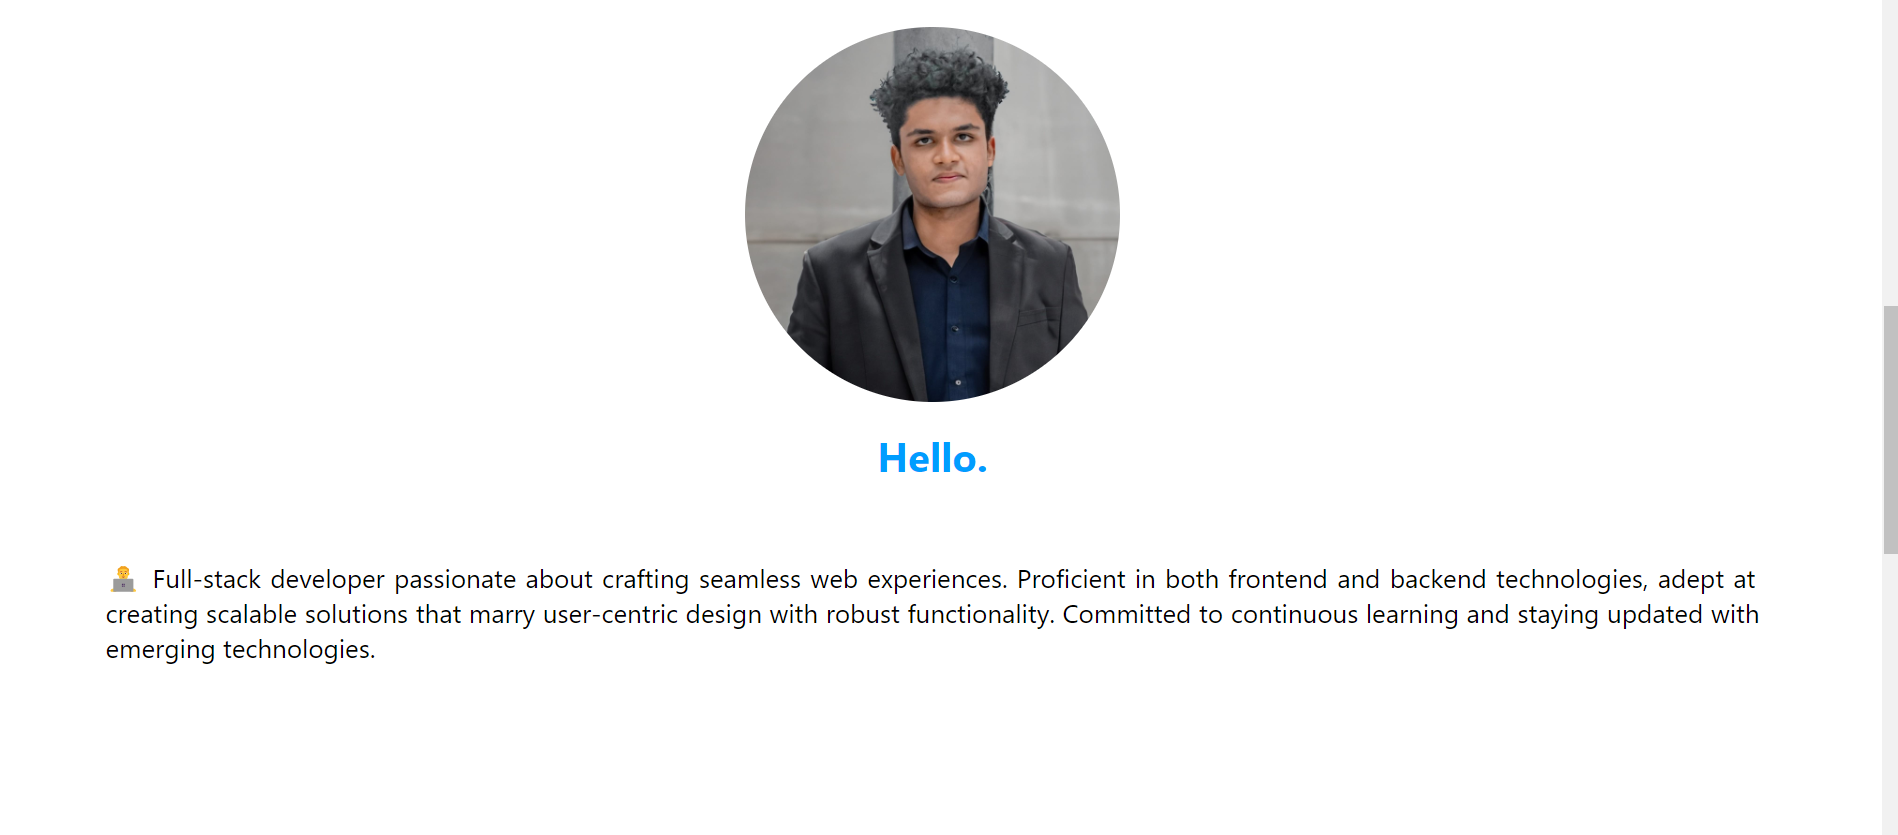 Hello.
👨‍💻 Full-stack developer passionate about crafting seamless web experiences. Proficient in both frontend and backend technologies, adept at
creating scalable solutions that marry user-centric design with robust functionality. Committed to continuous learning and staying updated with
emerging technologies.